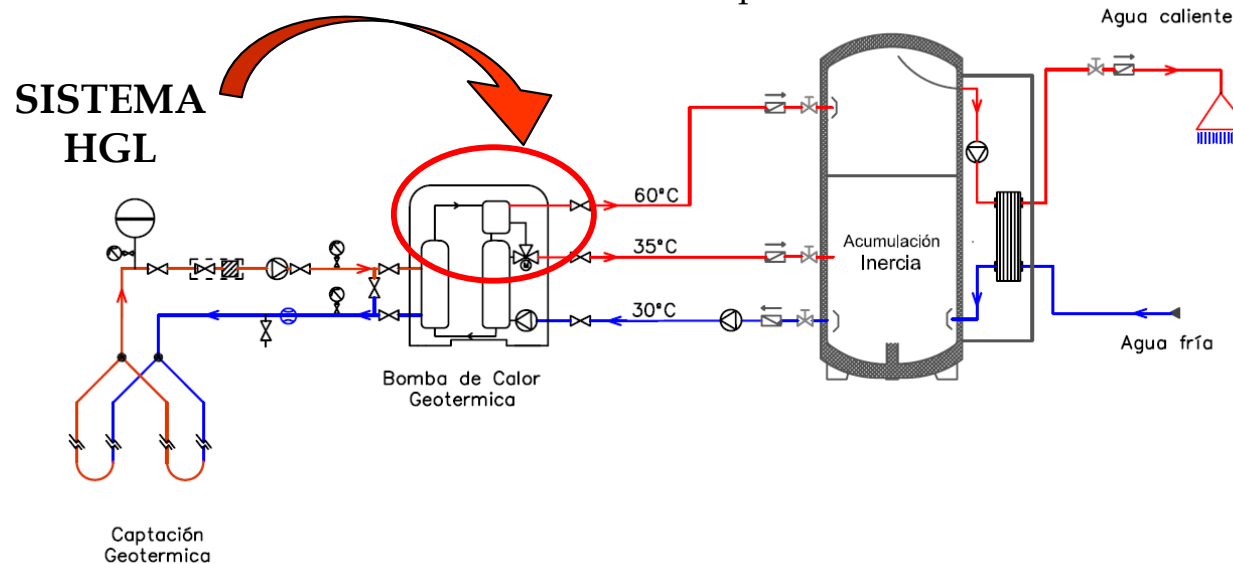 Agua caliente
SISTEMA
HGL
60°C
35°C
30°C
Acumulación
Inercia
Agua fría
Bomba de Calor
Geotermica
Captación
Geotermica